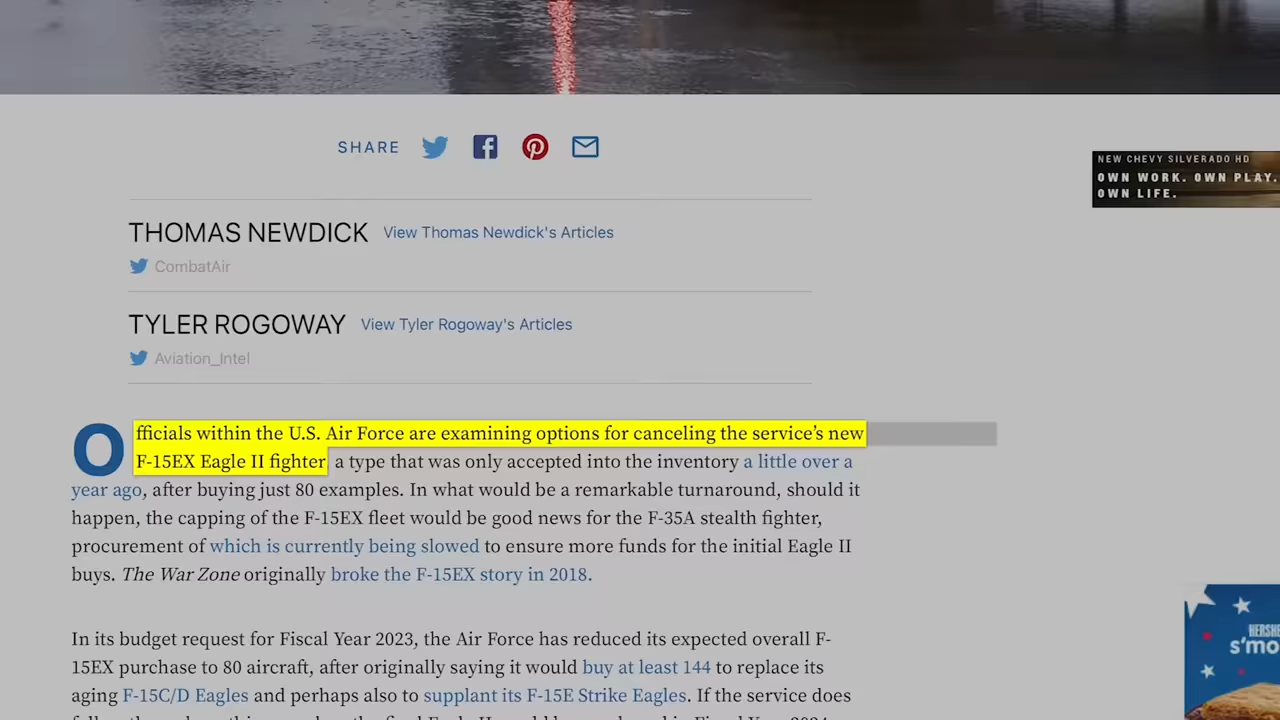 SHARE
THOMAS NEWDICK View Thomas Newdick's Articles
CombatAir
TYLER ROGOWAY View Tyler Rogoway's Articles
Aviation_Intel
NEW CHEVY SILVERADO HD
OWN WORK. OWN PLAY.
OWN LIFE.
Officials within the U.S. Air Force are examining options for canceling the service’s new
F-15EX Eagle II fighter, a type that was only accepted into the inventory a little over a
year ago, after buying just 80 examples. In what would be a remarkable turnaround, should it
happen, the capping of the F-15EX fleet would be good news for the F-35A stealth fighter,
procurement of which is currently being slowed to ensure more funds for the initial Eagle II
buys. The War Zone originally broke the F-15EX story in 2018.
In its budget request for Fiscal Year 2023, the Air Force has reduced its expected overall F-
15EX purchase to 80 aircraft, after originally saying it would buy at least 144 to replace its
aging F-15C/D Eagles and perhaps also to supplant its F-15E Strike Eagles. If the service does